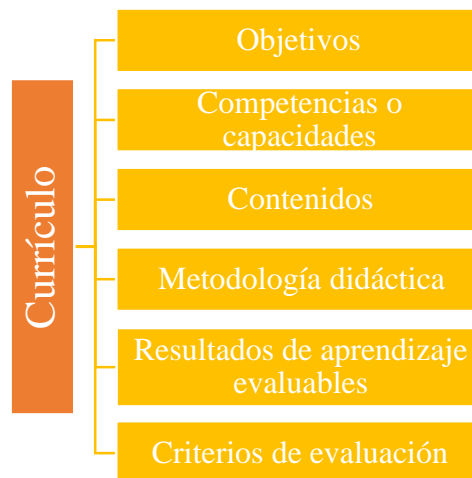 Currículo
Objetivos
Competencias o
capacidades
Contenidos
Metodología didáctica
Resultados de aprendizaje
evaluables
Criterios de evaluación